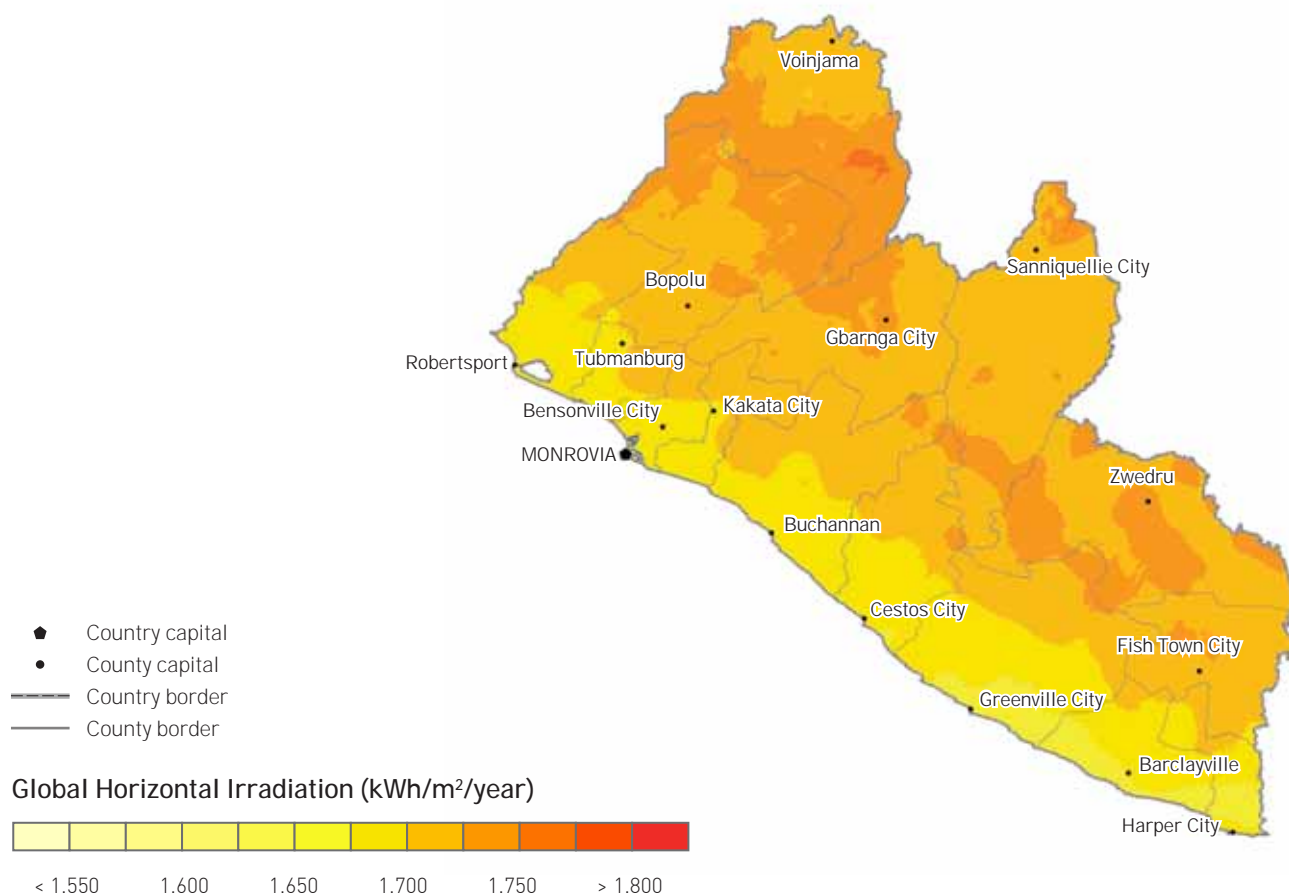 Voinjama
Sanniquellie City
Bopolu
Gbarnga City
Tubmanburg
Robertsport
Bensonville City
Kakata City
MONROVIA
Zwedru
Buchannan
Cestos City
Fish Town City
Greenville City
Barclayville
Harper City
Country capital
County capital
Country border
County border
Global Horizontal Irradiation (kWh/m²/year)
< 1.550 1.600 1.650 1.700 1.750 > 1.800